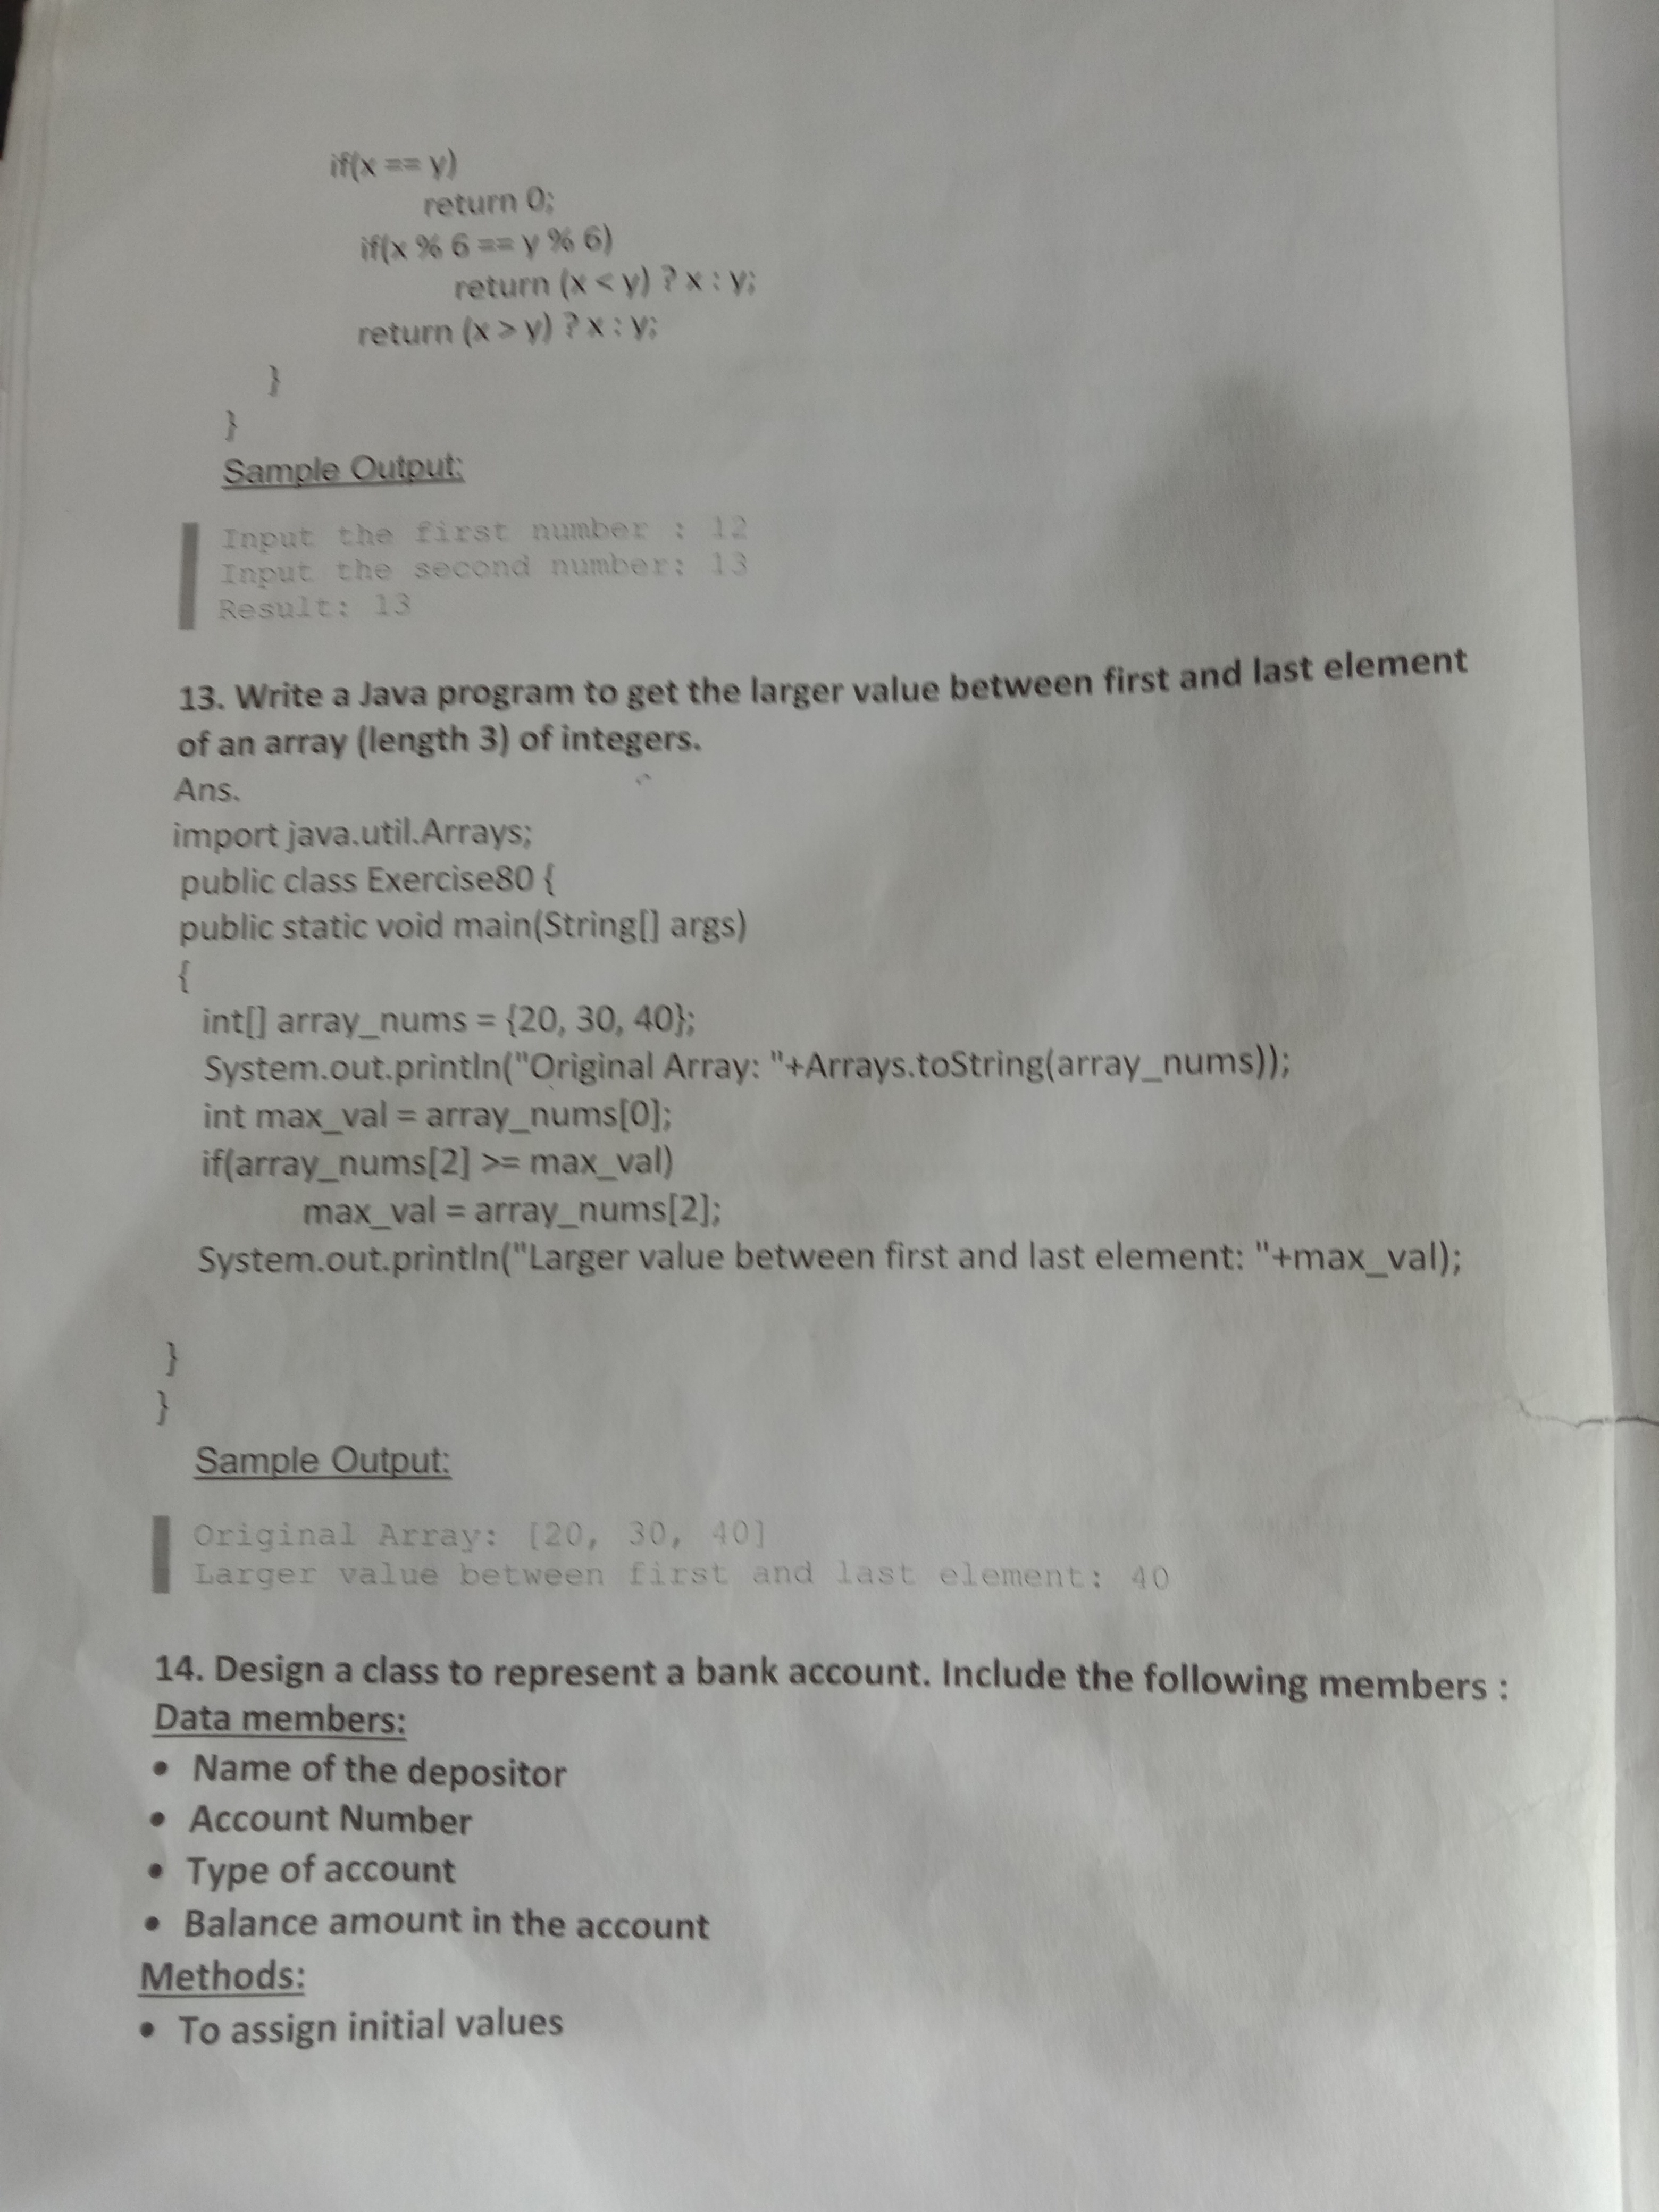 if(x == y)
return 0;
if(x % 6 == y % 6)
return (x < y) ? x : y;
return (x > y) ? x : y;
}
}
Sample Output:
Input the first number : 12
Input the second number: 13
Result: 13
13. Write a Java program to get the larger value between first and last element
of an array (length 3) of integers.
Ans.
import java.util.Arrays;
public class Exercise80 {
public static void main(String[] args)
{
int[] array_nums = {20, 30, 40};
System.out.println("Original Array: "+Arrays.toString(array_nums));
int max_val = array_nums[0];
if(array_nums[2] >= max_val)
max_val = array_nums[2];
System.out.println("Larger value between first and last element: "+max_val);
}
}
Sample Output:
Original Array: [20, 30, 40]
Larger value between first and last element: 40
14. Design a class to represent a bank account. Include the following members :
Data members:
• Name of the depositor
• Account Number
• Type of account
• Balance amount in the account
Methods:
• To assign initial values